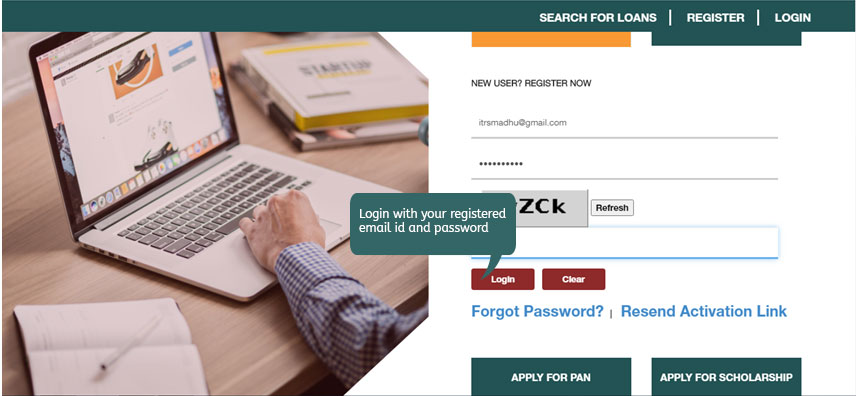 SEARCH FOR LOANS | REGISTER | LOGIN
STARTUP
NEW USER? REGISTER NOW
itrsmadhu@gmail.com
••••••••••
ZCk
Refresh
Login with your registered
email id and password
Login Clear
Forgot Password? | Resend Activation Link
APPLY FOR PAN APPLY FOR SCHOLARSHIP